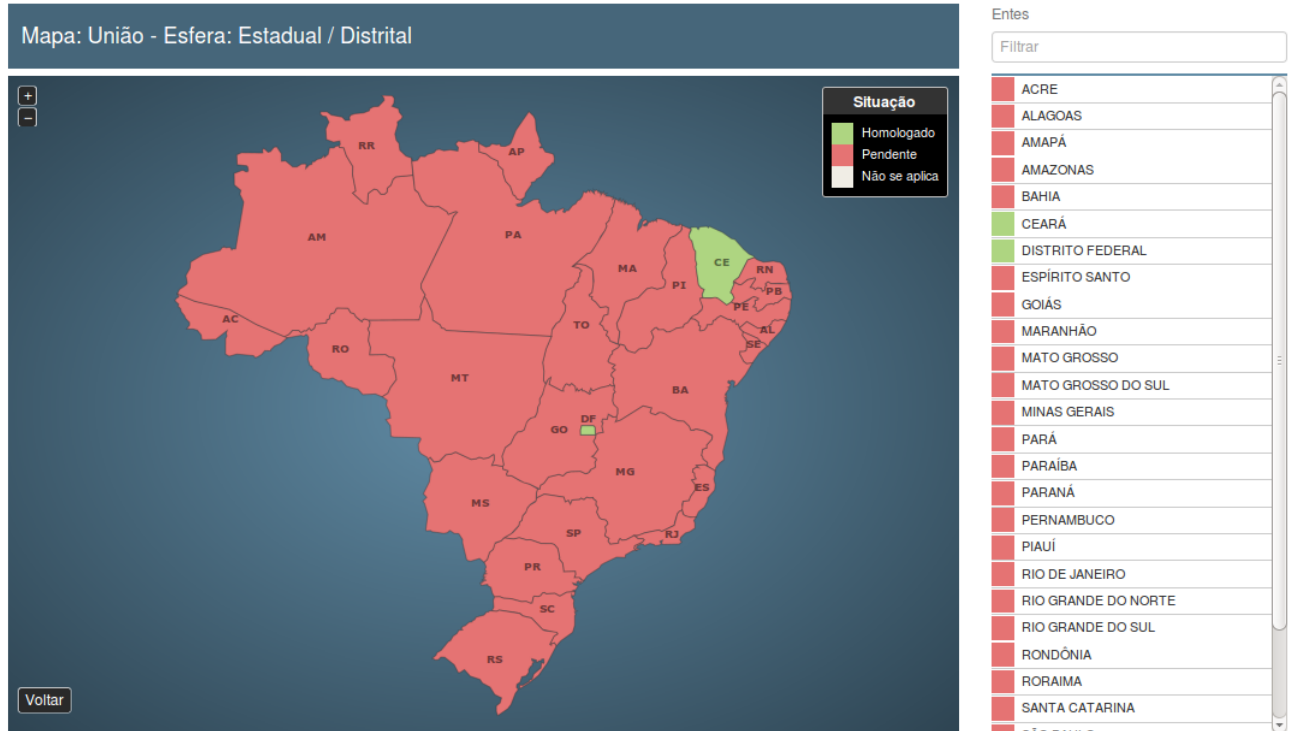 Mapa: União - Esfera: Estadual / Distrital
+
−
Situação
Homologado
Pendente
Não se aplica
RR
AP
AM
PA
MA
CE
RN
PI
PB
PE
AC
TO
AL
SE
RO
MT
BA
DF
GO
MG
ES
MS
SP
RJ
PR
SC
RS
Voltar
Entes
Filtrar
ACRE
ALAGOAS
AMAPÁ
AMAZONAS
BAHIA
CEARÁ
DISTRITO FEDERAL
ESPÍRITO SANTO
GOIÁS
MARANHÃO
MATO GROSSO
MATO GROSSO DO SUL
MINAS GERAIS
PARÁ
PARAÍBA
PARANÁ
PERNAMBUCO
PIAUÍ
RIO DE JANEIRO
RIO GRANDE DO NORTE
RIO GRANDE DO SUL
RONDÔNIA
RORAIMA
SANTA CATARINA